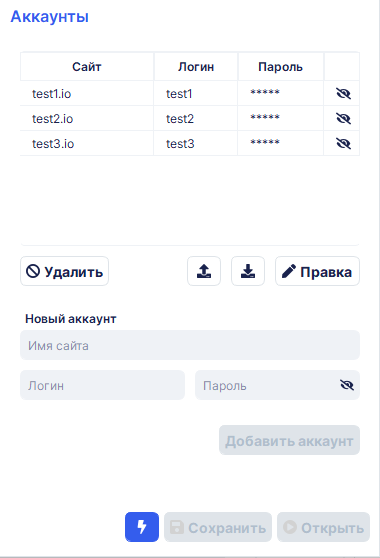 Аккаунты
Сайт Логин Пароль
test1.io test1 *****
test2.io test2 *****
test3.io test3 *****
Удалить Правка
Новый аккаунт
Имя сайта
Логин Пароль
Добавить аккаунт
Сохранить Открыть